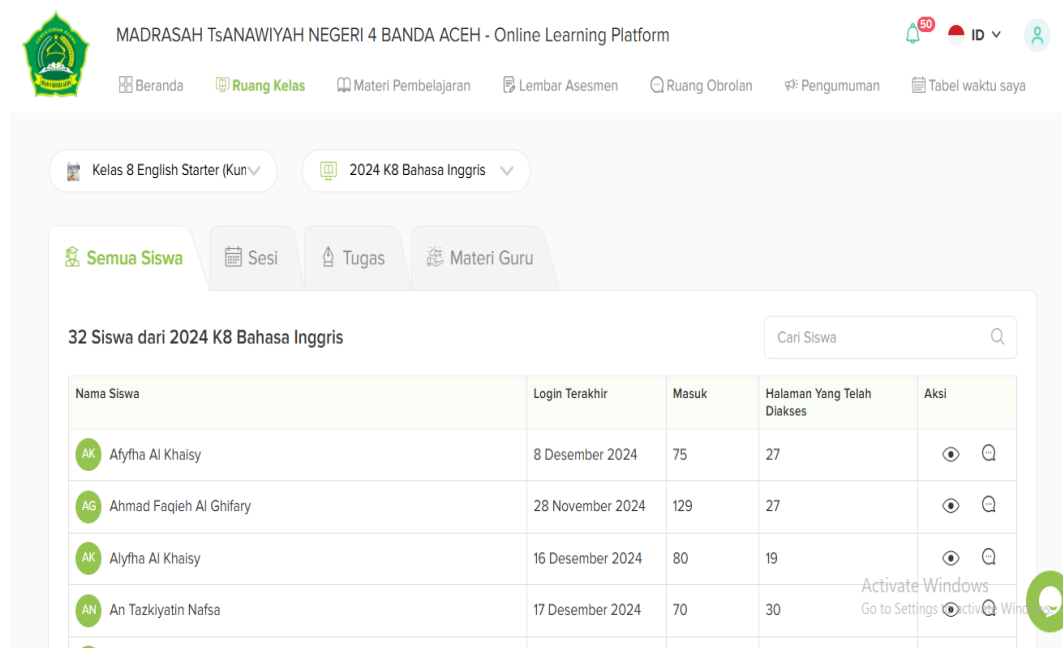 MADRASAH TsANAWIYAH NEGERI 4 BANDA ACEH - Online Learning Platform
50
ID
Beranda Ruang Kelas Materi Pembelajaran Lembar Asesmen Ruang Obrolan Pengumuman Tabel waktu saya
Kelas 8 English Starter (Kur 2024 K8 Bahasa Inggris
Semua Siswa Sesi Tugas Materi Guru
32 Siswa dari 2024 K8 Bahasa Inggris Cari Siswa
Nama Siswa Login Terakhir Masuk Halaman Yang Telah Diakses Aksi
AK Afyfha Al Khaisy 8 Desember 2024 75 27
AG Ahmad Faqieh Al Ghifary 28 November 2024 129 27
AK Alyfha Al Khaisy 16 Desember 2024 80 19
Activate Windows
AN An Tazkiyatin Nafsa 17 Desember 2024 70 30
Go to Settings to activate